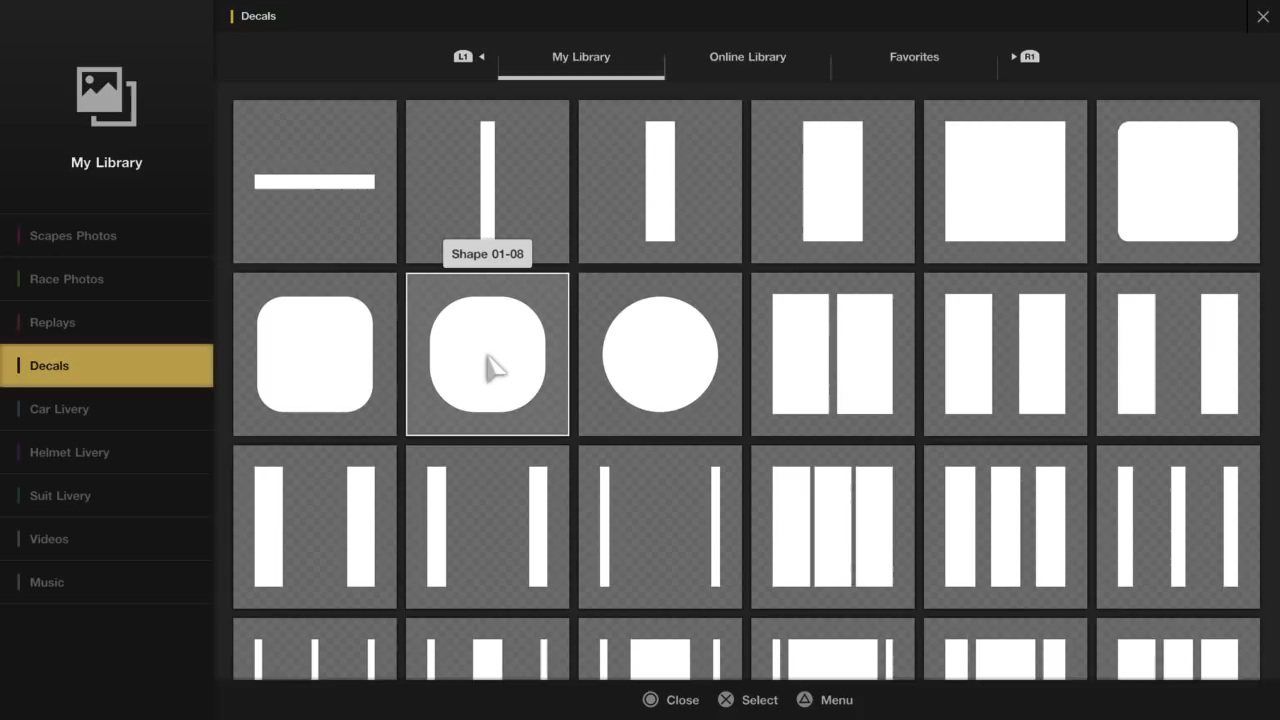 Decals
L1
My Library
Online Library
Favorites
R1
My Library
Scapes Photos
Race Photos
Replays
Decals
Car Livery
Helmet Livery
Suit Livery
Videos
Music
Shape 01-08
Close
Select
Menu